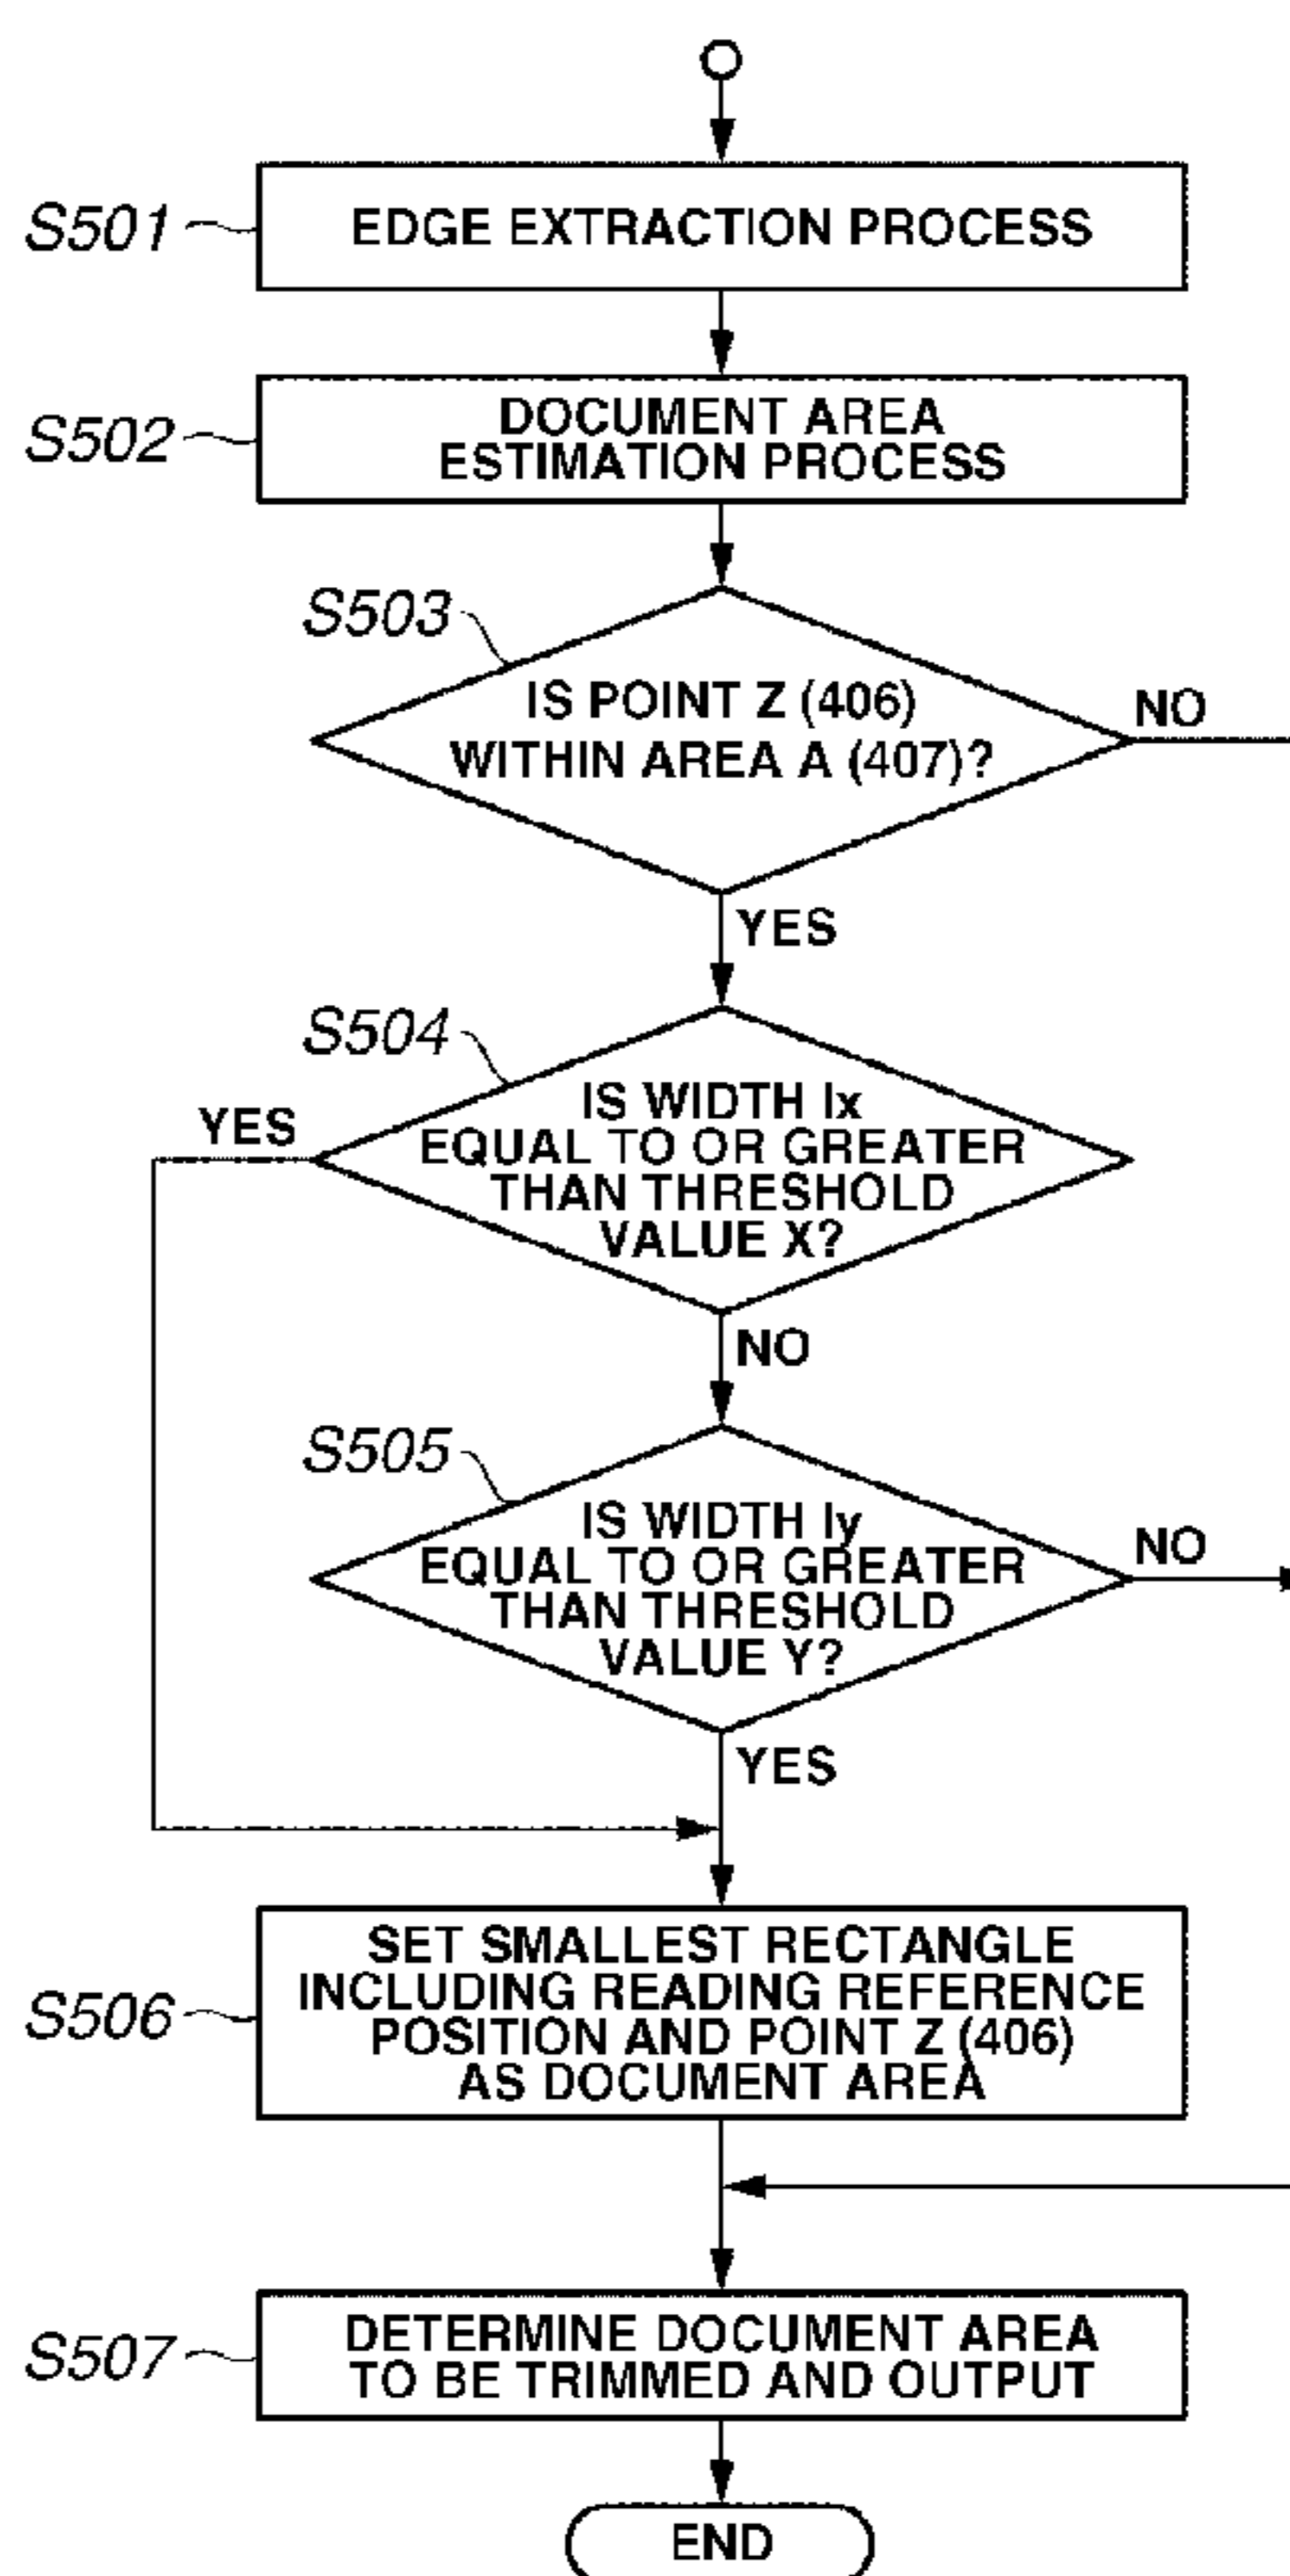 S501
EDGE EXTRACTION PROCESS
S502
DOCUMENT AREA
ESTIMATION PROCESS
S503
IS POINT Z (406)
WITHIN AREA A (407)?
NO
YES
S504
IS WIDTH lx
EQUAL TO OR GREATER
THAN THRESHOLD
VALUE X?
YES
NO
S505
IS WIDTH ly
EQUAL TO OR GREATER
THAN THRESHOLD
VALUE Y?
NO
YES
S506
SET SMALLEST RECTANGLE
INCLUDING READING REFERENCE
POSITION AND POINT Z (406)
AS DOCUMENT AREA
S507
DETERMINE DOCUMENT AREA
TO BE TRIMMED AND OUTPUT
END